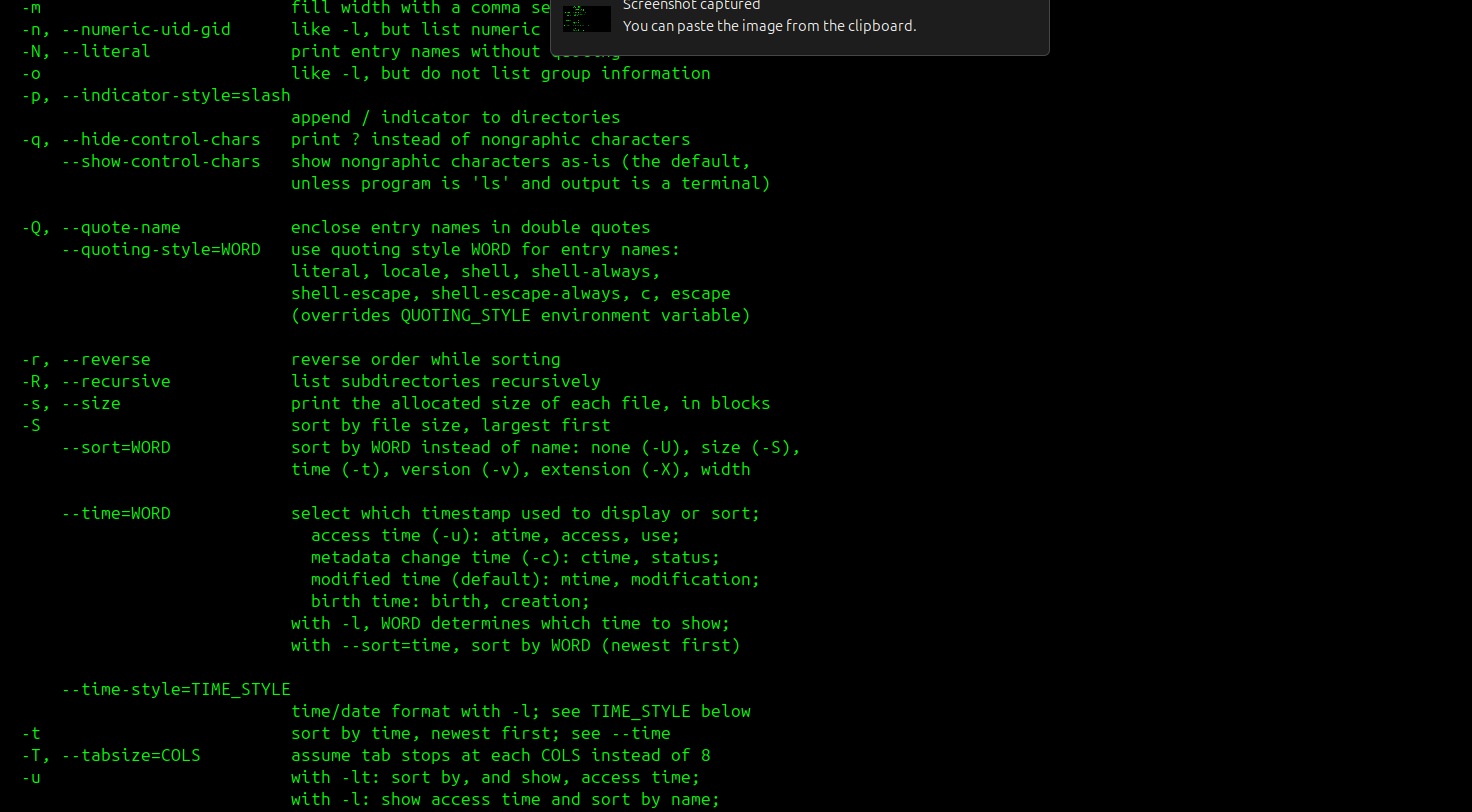 -m                         fill width with a comma se
Screenshot captured
You can paste the image from the clipboard.
-n, --numeric-uid-gid      like -l, but list numeric
-N, --literal              print entry names without
-o                         like -l, but do not list group information
-p, --indicator-style=slash
                           append / indicator to directories
-q, --hide-control-chars   print ? instead of nongraphic characters
    --show-control-chars   show nongraphic characters as-is (the default,
                           unless program is 'ls' and output is a terminal)
-Q, --quote-name           enclose entry names in double quotes
    --quoting-style=WORD   use quoting style WORD for entry names:
                           literal, locale, shell, shell-always,
                           shell-escape, shell-escape-always, c, escape
                           (overrides QUOTING_STYLE environment variable)
-r, --reverse              reverse order while sorting
-R, --recursive            list subdirectories recursively
-s, --size                 print the allocated size of each file, in blocks
-S                         sort by file size, largest first
    --sort=WORD            sort by WORD instead of name: none (-U), size (-S),
                           time (-t), version (-v), extension (-X), width
    --time=WORD            select which timestamp used to display or sort;
                             access time (-u): atime, access, use;
                             metadata change time (-c): ctime, status;
                             modified time (default): mtime, modification;
                             birth time: birth, creation;
                           with -l, WORD determines which time to show;
                           with --sort=time, sort by WORD (newest first)
    --time-style=TIME_STYLE
                           time/date format with -l; see TIME_STYLE below
-t                         sort by time, newest first; see --time
-T, --tabsize=COLS         assume tab stops at each COLS instead of 8
-u                         with -lt: sort by, and show, access time;
                           with -l: show access time and sort by name;